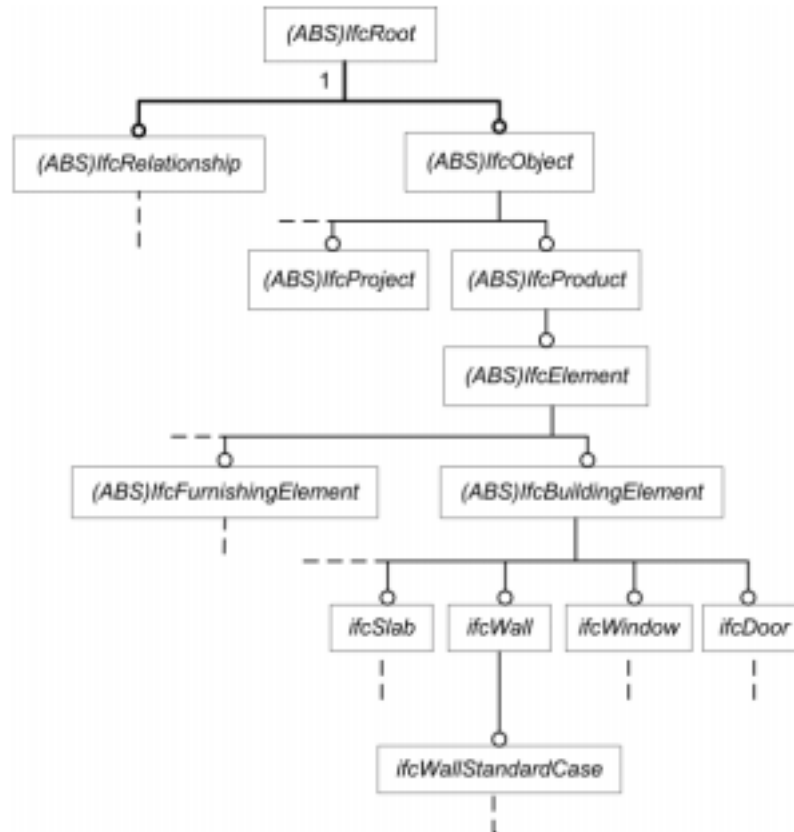 (ABS)IfcRoot
1
(ABS)IfcRelationship
(ABS)IfcObject
(ABS)IfcProject
(ABS)IfcProduct
(ABS)IfcElement
(ABS)IfcFurnishingElement
(ABS)IfcBuildingElement
ifcSlab
ifcWall
ifcWindow
ifcDoor
ifcWallStandardCase